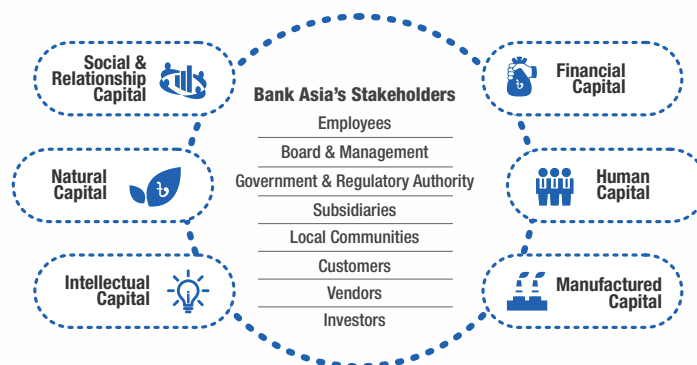 Social &
Relationship
Capital
Natural
Capital
Intellectual
Capital
Bank Asia's Stakeholders
Employees
Board & Management
Government & Regulatory Authority
Subsidiaries
Local Communities
Customers
Vendors
Investors
৳
Financial
Capital
Human
Capital
Manufactured
Capital
৳